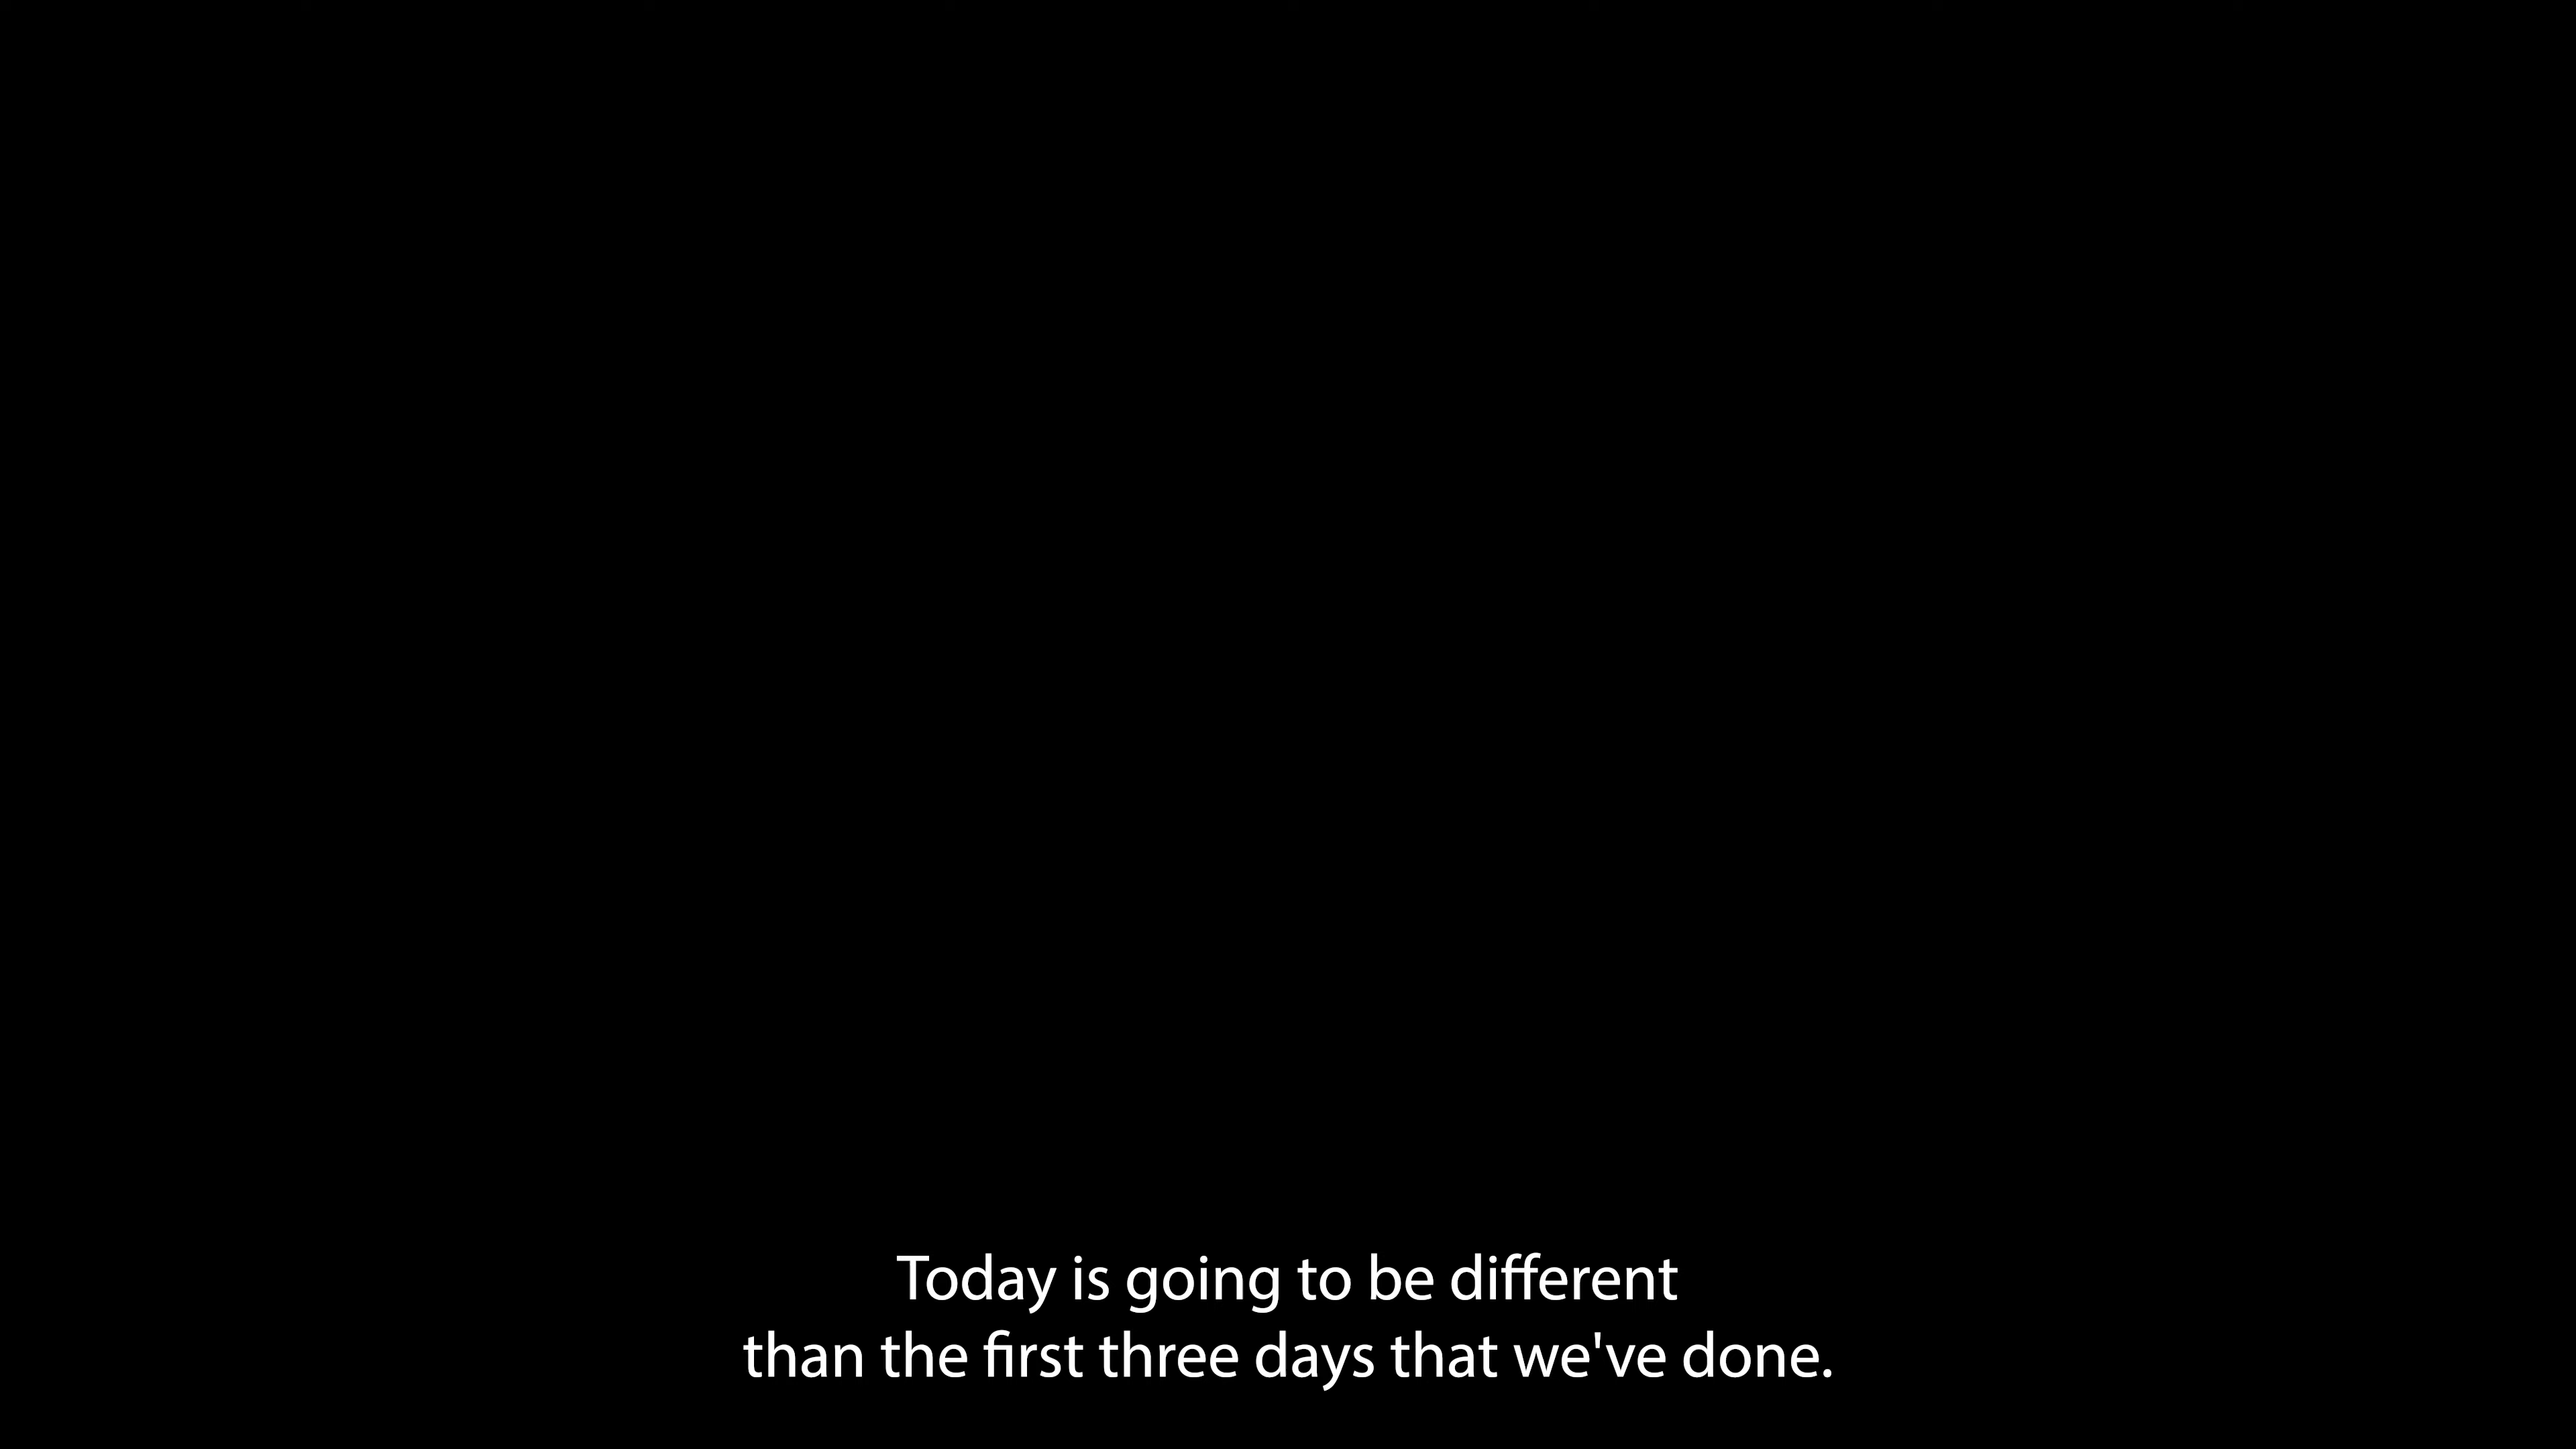 Today is going to be different
than the first three days that we've done.